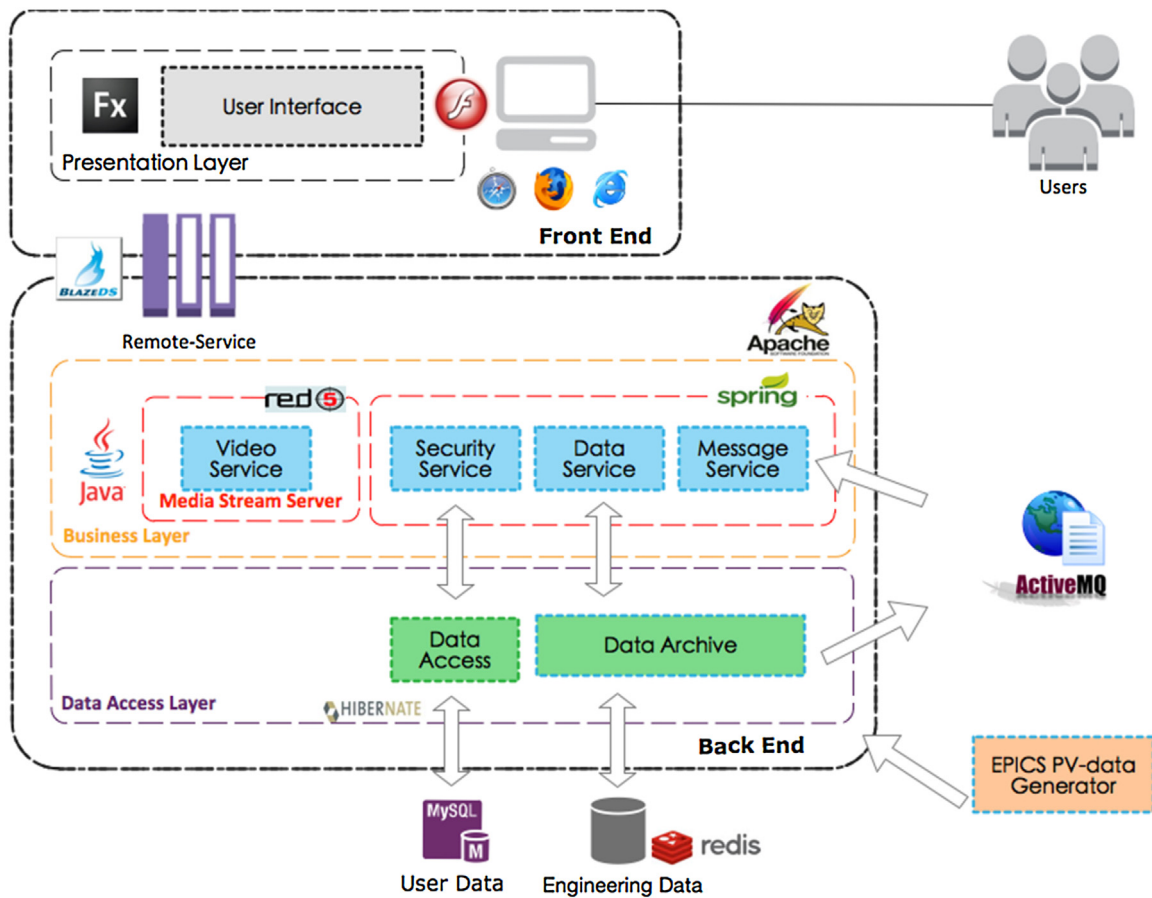 Fx
User Interface
Presentation Layer
Users
Front End
BLAZEDS
Remote-Service
Apache
SOFTWARE FOUNDATION
red5
spring
Java
Video
Service
Security
Service
Data
Service
Message
Service
Media Stream Server
Business Layer
ActiveMQ
Data
Access
Data Archive
Data Access Layer
HIBERNATE
Back End
EPICS PV-data
Generator
MySQL
M
redis
User Data
Engineering Data